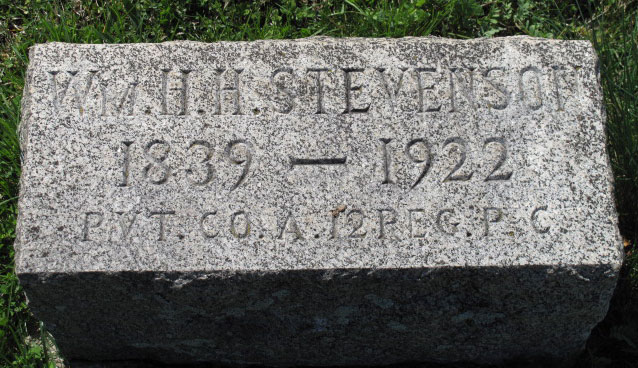 WM. H. H. STEVENSON
1839 — 1922
PVT. CO. A. 12 REG. P. C.